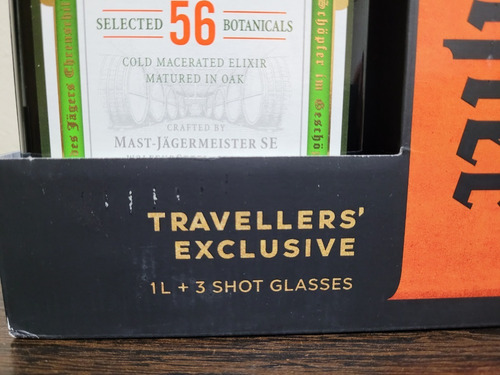 SELECTED 56 BOTANICALS
COLD MACERATED ELIXIR
MATURED IN OAK
CRAFTED BY
MAST-JÄGERMEISTER SE
TRAVELLERS'
EXCLUSIVE
1L + 3 SHOT GLASSES
Jägers